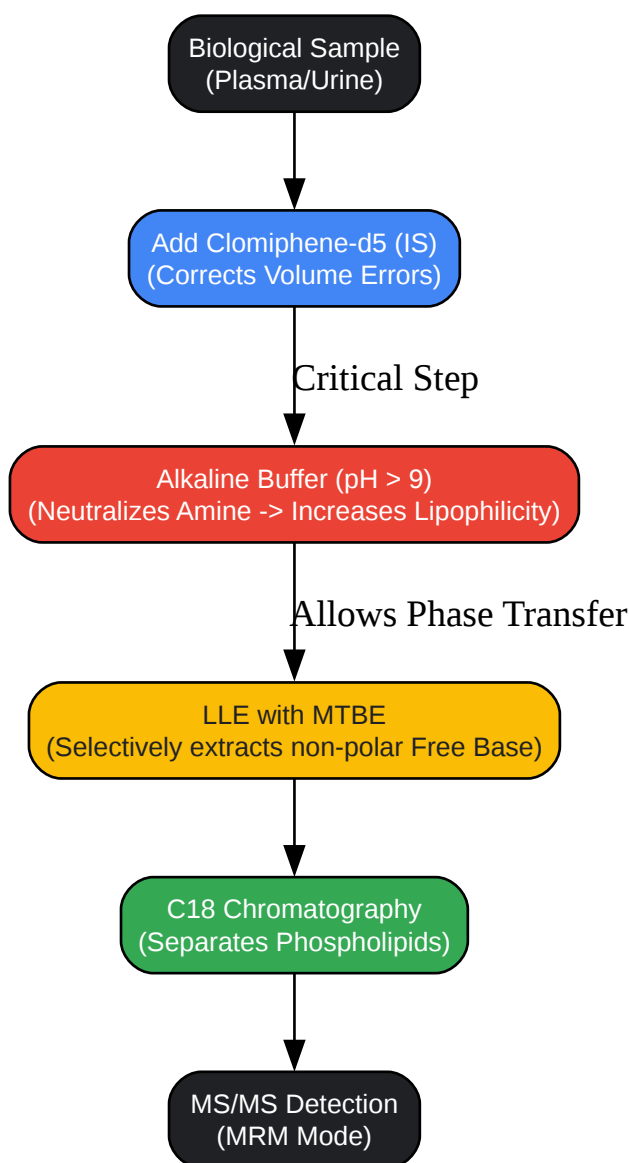 Biological Sample
(Plasma/Urine)
Add Clomiphene-d5 (IS)
(Corrects Volume Errors)
Critical Step
Alkaline Buffer (pH > 9)
(Neutralizes Amine -> Increases Lipophilicity)
Allows Phase Transfer
LLE with MTBE
(Selectively extracts non-polar Free Base)
C18 Chromatography
(Separates Phospholipids)
MS/MS Detection
(MRM Mode)